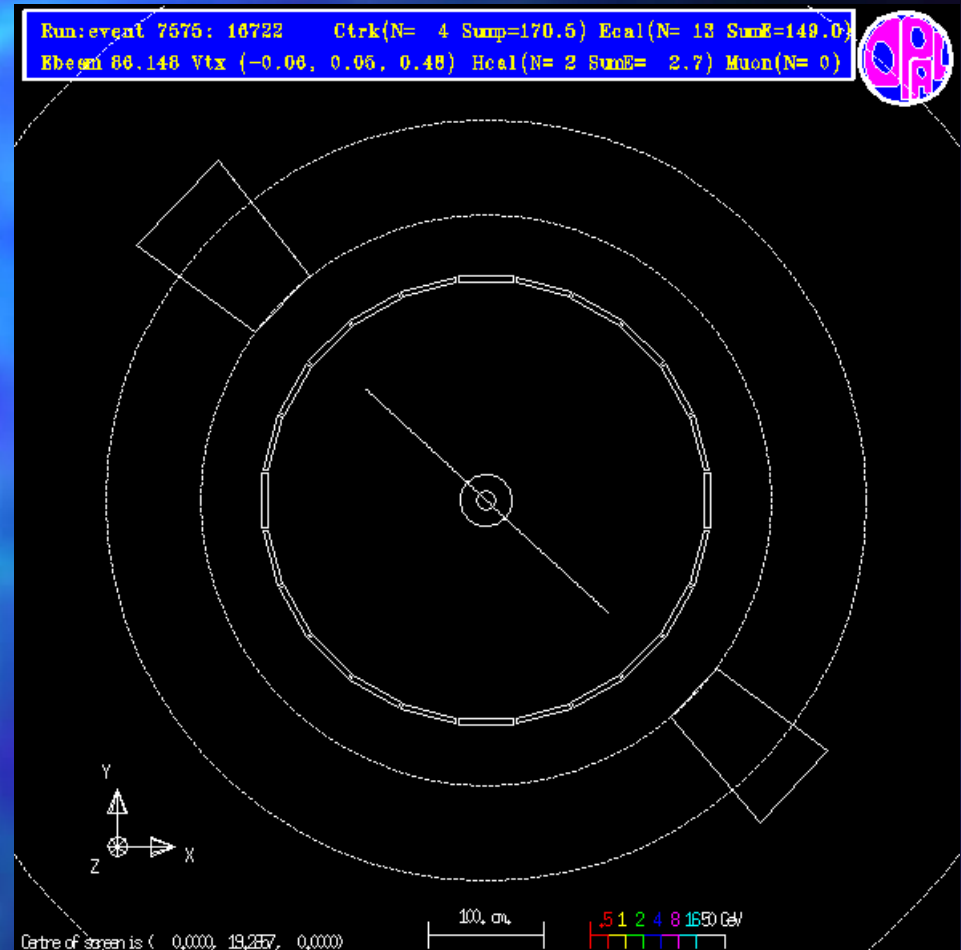 Run:event 7575: 16722 Ctrk(N= 4 Sump=170.5) Ecal(N= 13 SumE=149.0)
Ebeam 86.148 Vtx (-0.06, 0.05, 0.48) Hcal(N= 2 SumE= 2.7) Muon(N= 0)
OPAL
Y
X
Z
100. cm.
.5 1 2 4 8 16 50 GeV
Centre of screen is ( 0.0000, 19.2357, 0.0000)